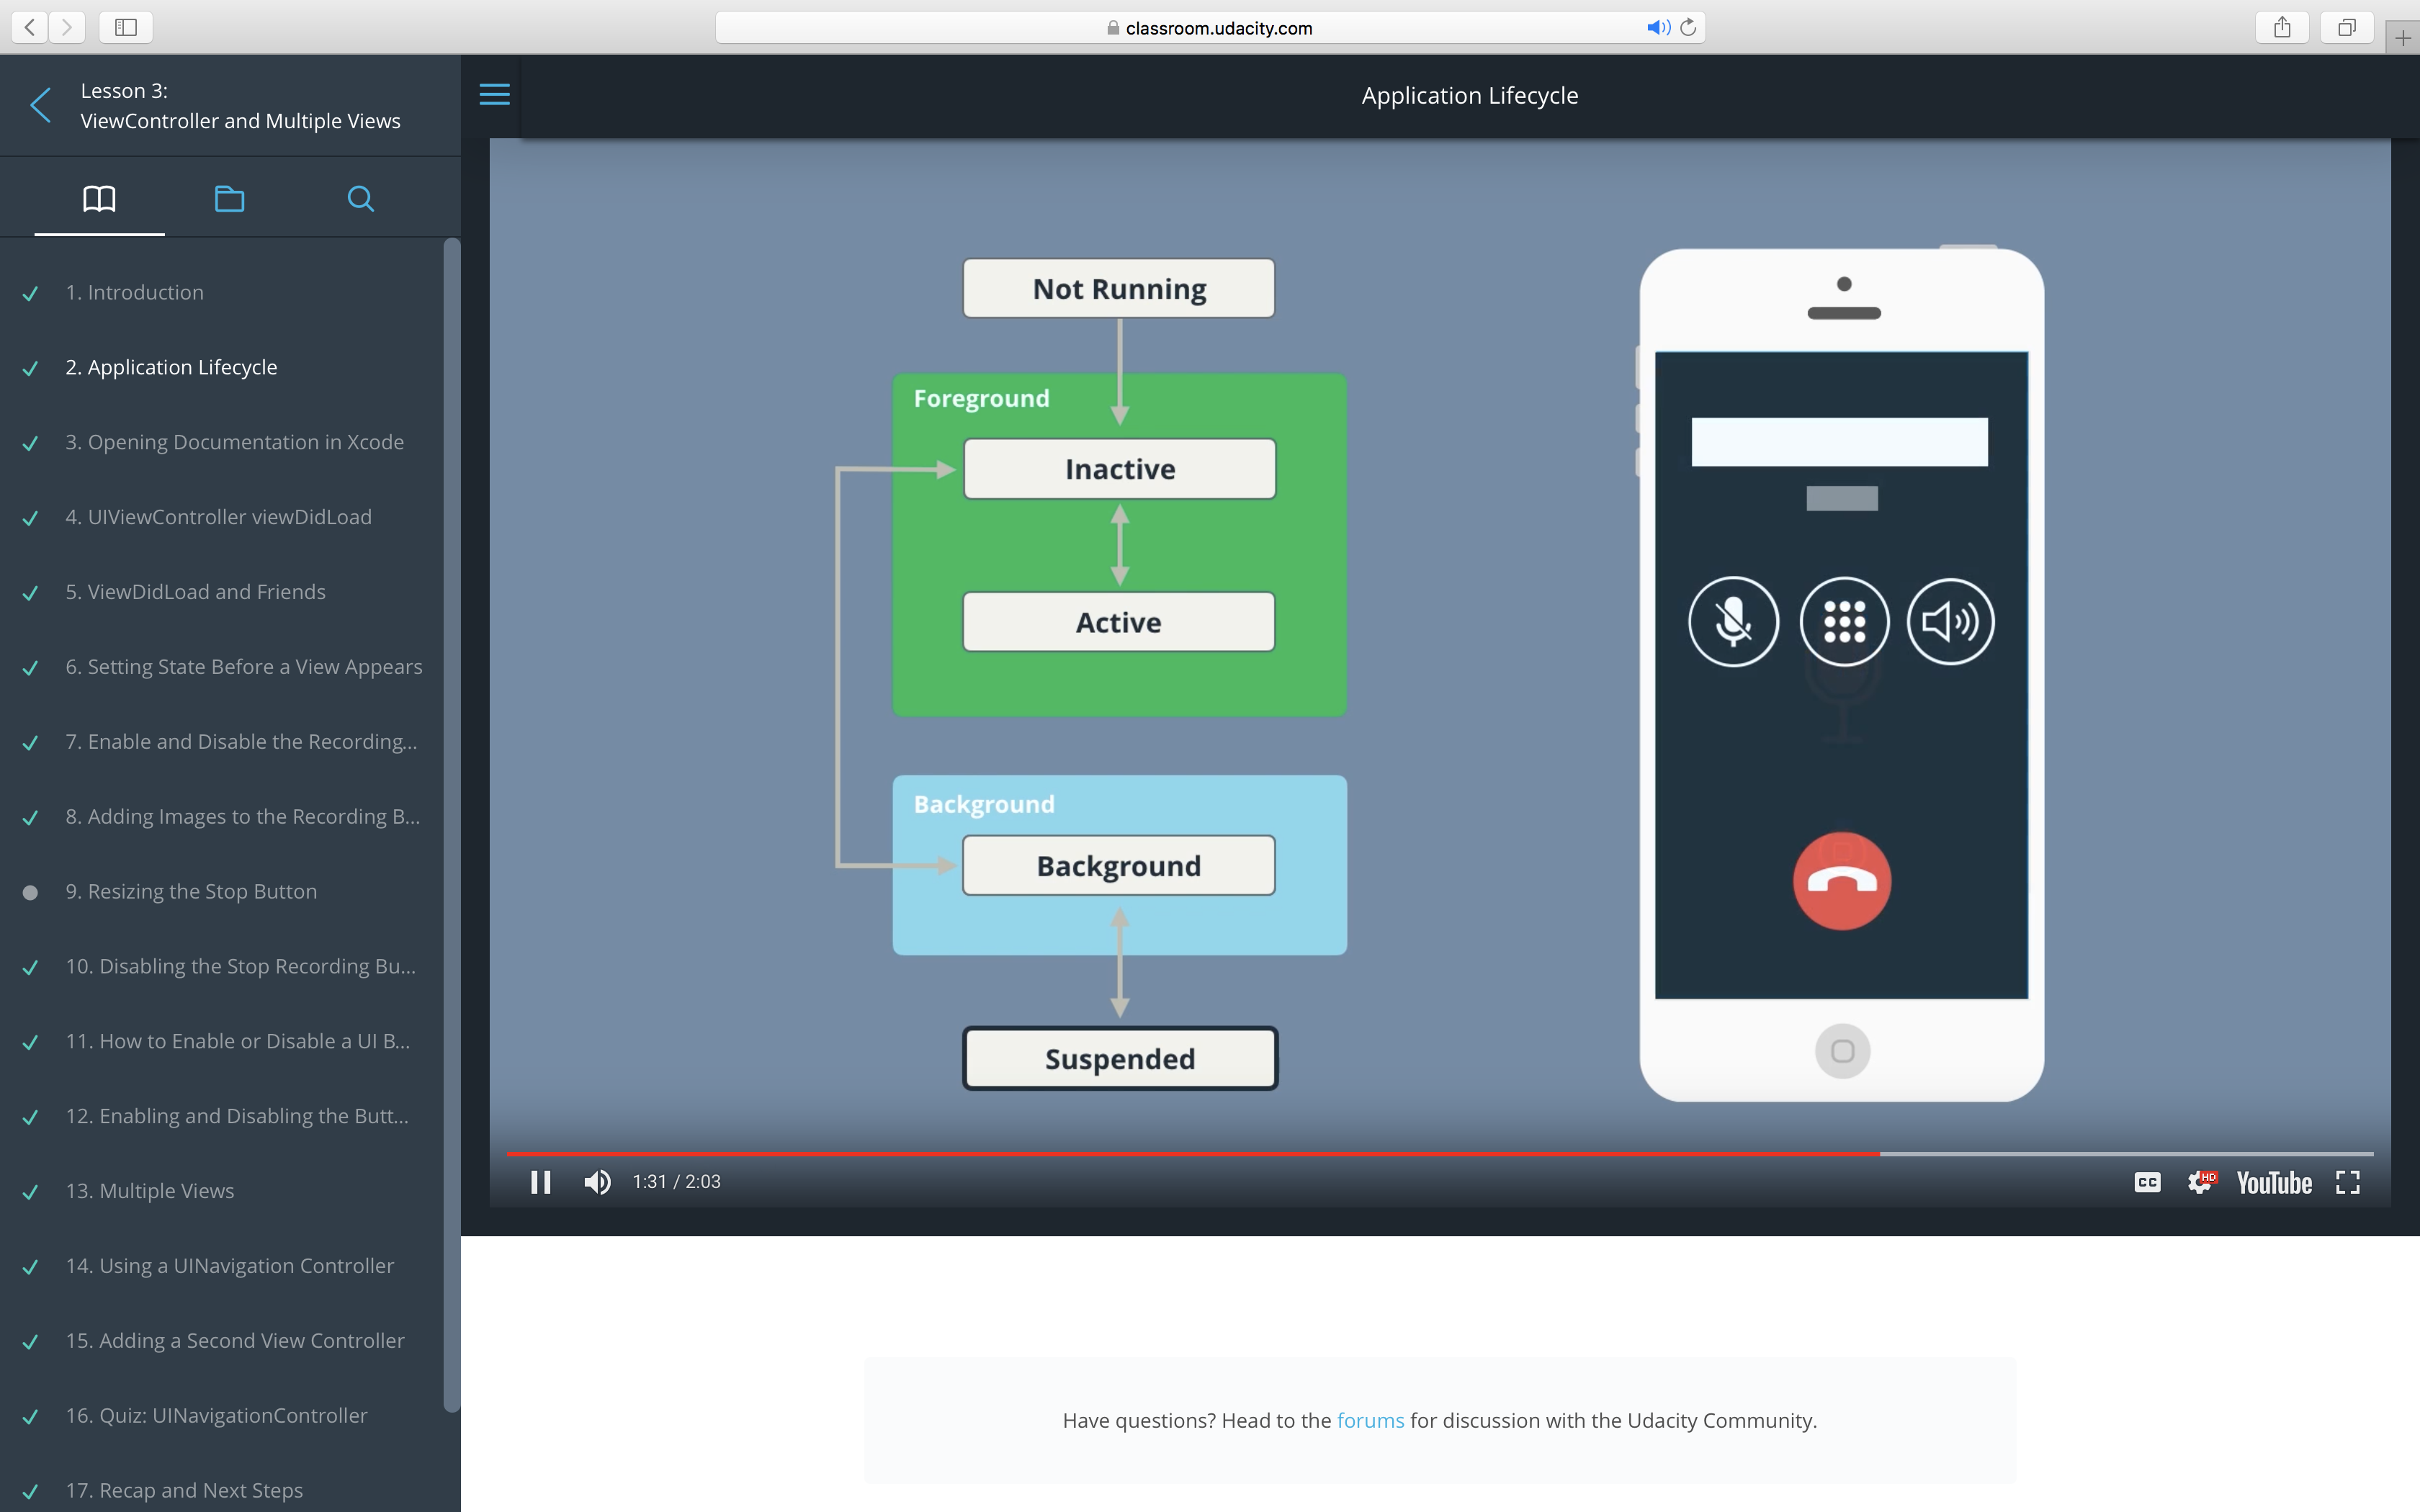 classroom.udacity.com
Lesson 3:
ViewController and Multiple Views
1. Introduction
2. Application Lifecycle
3. Opening Documentation in Xcode
4. UIViewController viewDidLoad
5. ViewDidLoad and Friends
6. Setting State Before a View Appears
7. Enable and Disable the Recording...
8. Adding Images to the Recording B...
9. Resizing the Stop Button
10. Disabling the Stop Recording Bu...
11. How to Enable or Disable a UI B...
12. Enabling and Disabling the Butt...
13. Multiple Views
14. Using a UINavigation Controller
15. Adding a Second View Controller
16. Quiz: UINavigationController
17. Recap and Next Steps
Application Lifecycle
Not Running
Foreground
Inactive
Active
Background
Background
Suspended
1:31 / 2:03
CC
HD
YouTube
Have questions? Head to the forums for discussion with the Udacity Community.